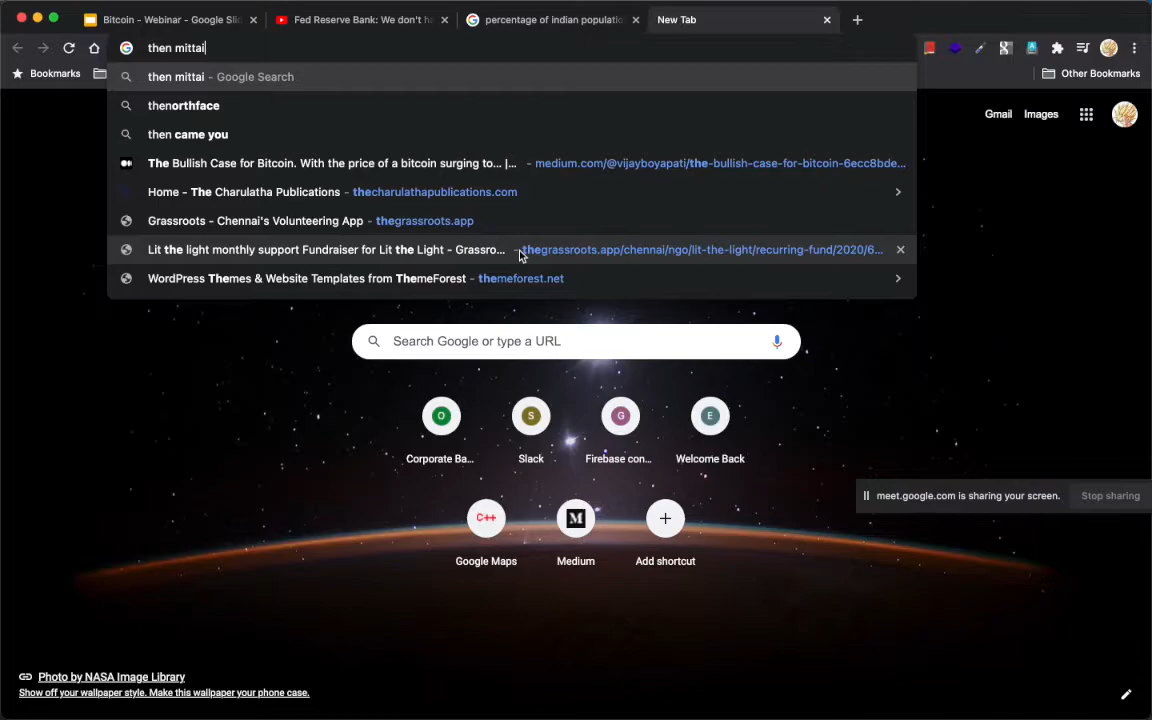 Bitcoin - Webinar - Google Slid
Fed Reserve Bank: We don't h
percentage of indian populatio
New Tab
then mittai
Bookmarks
Other Bookmarks
then mittai - Google Search
thenorthface
then came you
The Bullish Case for Bitcoin. With the price of a bitcoin surging to... |... - medium.com/@vijayboyapati/the-bullish-case-for-bitcoin-6ecc8bde...
Home - The Charulatha Publications - thecharulathapublications.com
Grassroots - Chennai's Volunteering App - thegrassroots.app
Lit the light monthly support Fundraiser for Lit the Light - Grassro... - thegrassroots.app/chennai/ngo/lit-the-light/recurring-fund/2020/6...
WordPress Themes & Website Templates from ThemeForest - themeforest.net
Gmail Images
Search Google or type a URL
O S G E
Corporate Ba... Slack Firebase con... Welcome Back
meet.google.com is sharing your screen. Stop sharing
C++ M
Google Maps Medium Add shortcut
Photo by NASA Image Library
Show off your wallpaper style. Make this wallpaper your phone case.